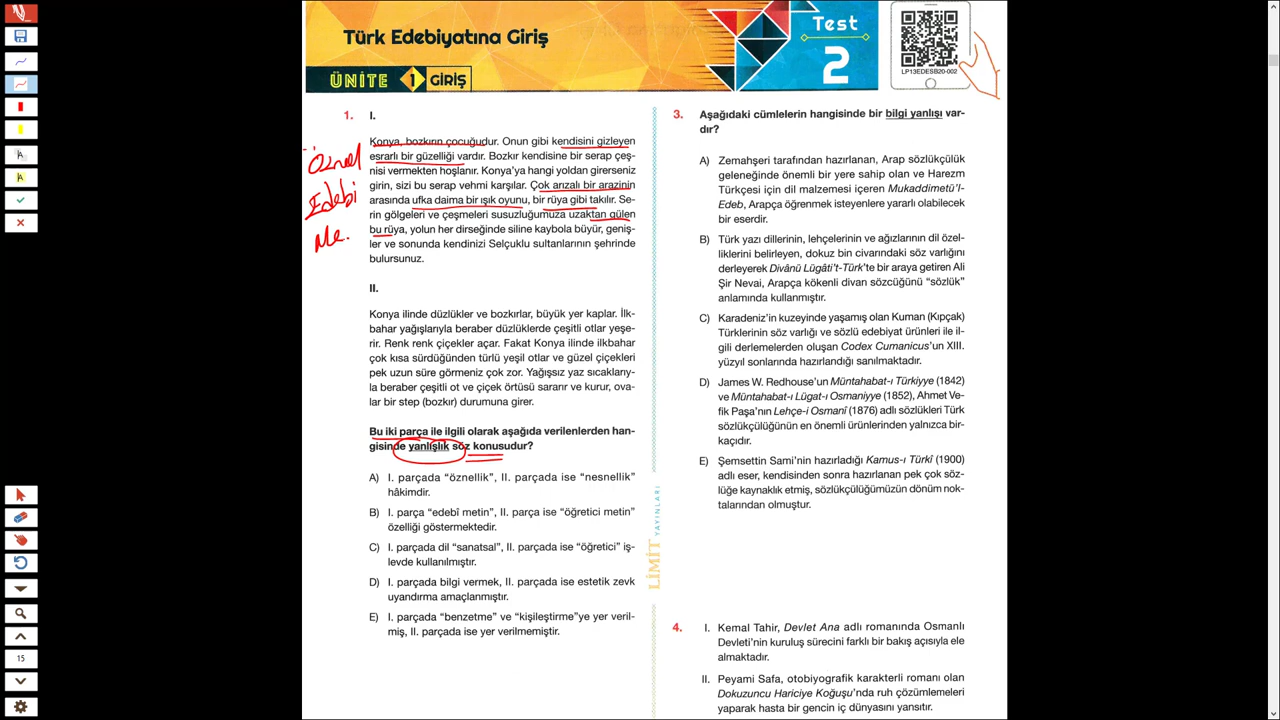 Türk Edebiyatına Giriş
Test
2
LP13EDESB20-002
ÜNİTE 1 GİRİŞ
1. I.
Konya, bozkırın çocuğudur. Onun gibi kendisini gizleyen
esrarlı bir güzelliği vardır. Bozkır kendisine bir serap çeş-
nisi vermekten hoşlanır. Konya'ya hangi yoldan girerseniz
girin, sizi bu serap vehmi karşılar. Çok arızalı bir arazinin
arasında ufka daima bir ışık oyunu, bir rüya gibi takılır. Se-
rin gölgeleri ve çeşmeleri susuzluğumuza uzaktan gülen
bu rüya, yolun her dirseğinde siline kaybola büyür, geniş-
ler ve sonunda kendinizi Selçuklu sultanlarının şehrinde
bulursunuz.
Öznel
Edebi
Me.
II.
Konya ilinde düzlükler ve bozkırlar, büyük yer kaplar. İlk-
bahar yağışlarıyla beraber düzlüklerde çeşitli otlar yeşe-
rir. Renk renk çiçekler açar. Fakat Konya ilinde ilkbahar
çok kısa sürdüğünden türlü yeşil otlar ve güzel çiçekleri
pek uzun süre görmeniz çok zor. Yağışsız yaz sıcaklarıy-
la beraber çeşitli ot ve çiçek örtüsü sararır ve kurur, ova-
lar bir step (bozkır) durumuna girer.
Bu iki parça ile ilgili olarak aşağıda verilenlerden han-
gisinde yanlışlık söz konusudur?
A) I. parçada "öznellik", II. parçada ise "nesnellik"
hâkimdir.
B) I. parça "edebî metin", II. parça ise "öğretici metin"
özelliği göstermektedir.
C) I. parçada dil "sanatsal", II. parçada ise "öğretici" iş-
levde kullanılmıştır.
D) I. parçada bilgi vermek, II. parçada ise estetik zevk
uyandırma amaçlanmıştır.
E) I. parçada "benzetme" ve "kişileştirme"ye yer veril-
miş, II. parçada ise yer verilmemiştir.
LİMİT YAYINLARI
3. Aşağıdaki cümlelerin hangisinde bir bilgi yanlışı var-
dır?
A) Zemahşeri tarafından hazırlanan, Arap sözlükçülük
geleneğinde önemli bir yere sahip olan ve Harezm
Türkçesi için dil malzemesi içeren Mukaddimetü'l-
Edeb, Arapça öğrenmek isteyenlere yararlı olabilecek
bir eserdir.
B) Türk yazı dillerinin, lehçelerinin ve ağızlarının dil özel-
liklerini belirleyen, dokuz bin civarındaki söz varlığını
derleyerek Divânü Lügâti't-Türk'te bir araya getiren Ali
Şir Nevai, Arapça kökenli divan sözcüğünü "sözlük"
anlamında kullanmıştır.
C) Karadeniz'in kuzeyinde yaşamış olan Kuman (Kıpçak)
Türklerinin söz varlığı ve sözlü edebiyat ürünleri ile il-
gili derlemelerden oluşan Codex Cumanicus'un XIII.
yüzyıl sonlarında hazırlandığı sanılmaktadır.
D) James W. Redhouse'un Müntahabat-ı Türkiyye (1842)
ve Müntahabat-ı Lügat-ı Osmaniyye (1852), Ahmet Ve-
fik Paşa'nın Lehçe-i Osmanî (1876) adlı sözlükleri Türk
sözlükçülüğünün en önemli ürünlerinden yalnızca bir-
kaçıdır.
E) Şemsettin Sami'nin hazırladığı Kamus-ı Türkî (1900)
adlı eser, kendisinden sonra hazırlanan pek çok söz-
lüğe kaynaklık etmiş, sözlükçülüğümüzün dönüm nok-
talarından olmuştur.
4. I. Kemal Tahir, Devlet Ana adlı romanında Osmanlı
Devleti'nin kuruluş sürecini farklı bir bakış açısıyla ele
almaktadır.
II. Peyami Safa, otobiyografik karakterli romanı olan
Dokuzuncu Hariciye Koğuşu'nda ruh çözümlemeleri
yaparak hasta bir gencin iç dünyasını yansıtır.
15